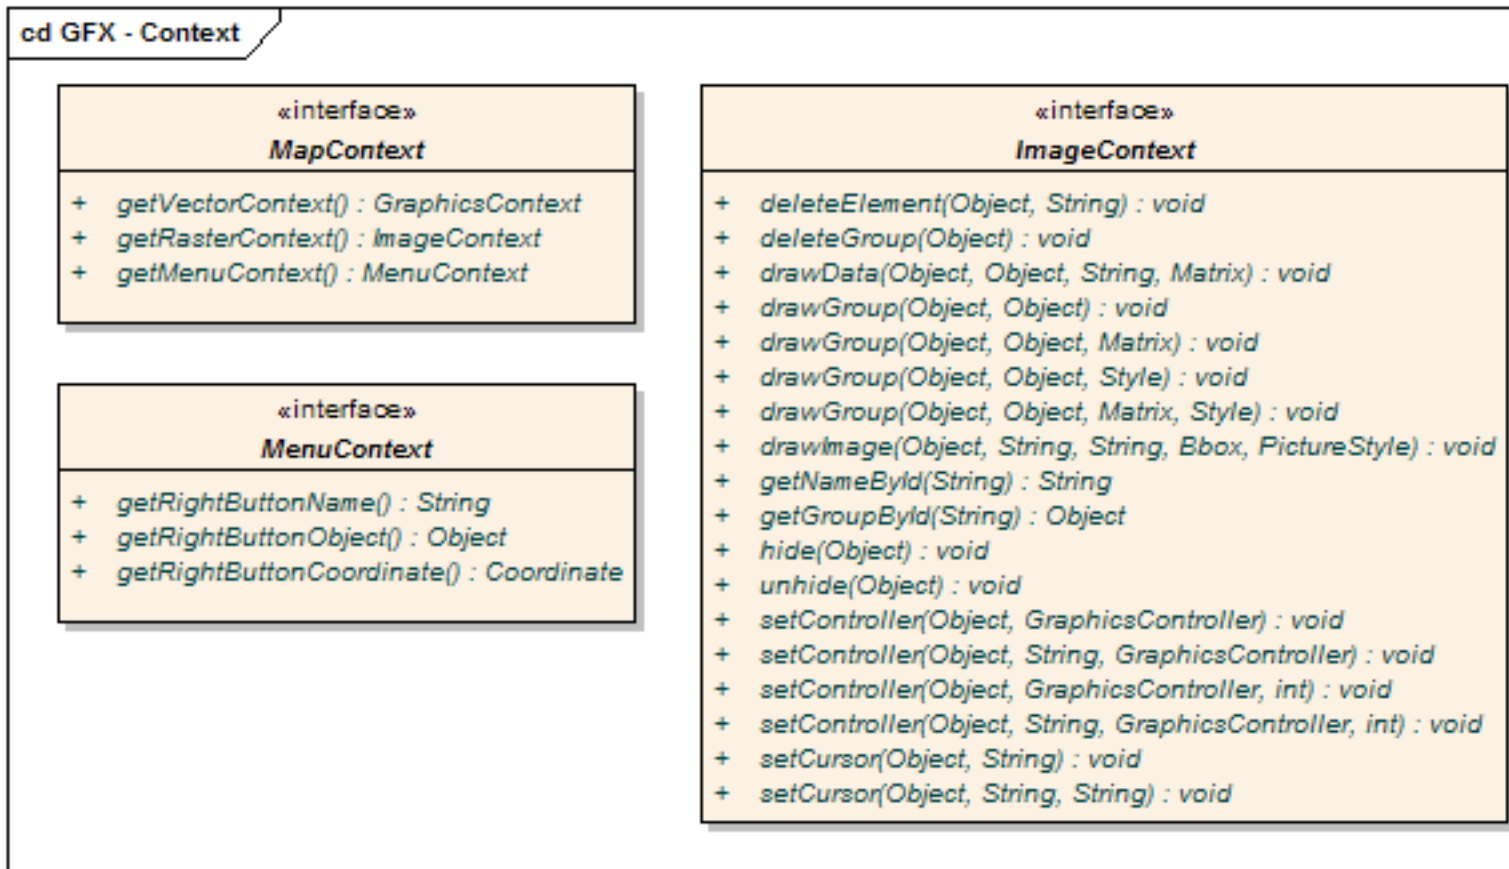 cd GFX - Context
«interface»
MapContext
+ getVectorContext() : GraphicsContext
+ getRasterContext() : ImageContext
+ getMenuContext() : MenuContext
«interface»
MenuContext
+ getRightButtonName() : String
+ getRightButtonObject() : Object
+ getRightButtonCoordinate() : Coordinate
«interface»
ImageContext
+ deleteElement(Object, String) : void
+ deleteGroup(Object) : void
+ drawData(Object, Object, String, Matrix) : void
+ drawGroup(Object, Object) : void
+ drawGroup(Object, Object, Matrix) : void
+ drawGroup(Object, Object, Style) : void
+ drawGroup(Object, Object, Matrix, Style) : void
+ drawImage(Object, String, String, Bbox, PictureStyle) : void
+ getNameById(String) : String
+ getGroupById(String) : Object
+ hide(Object) : void
+ unhide(Object) : void
+ setController(Object, GraphicsController) : void
+ setController(Object, String, GraphicsController) : void
+ setController(Object, GraphicsController, int) : void
+ setController(Object, String, GraphicsController, int) : void
+ setCursor(Object, String) : void
+ setCursor(Object, String, String) : void